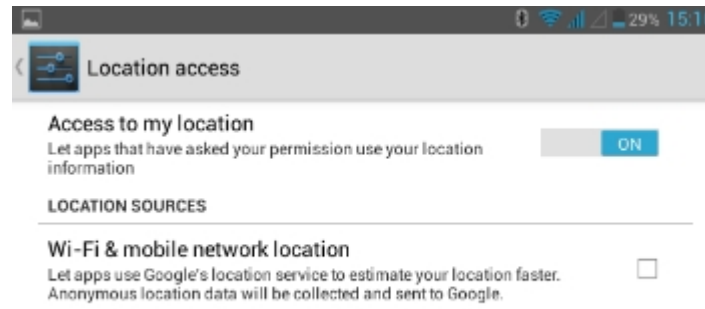 29% 15:1
Location access
Access to my location
Let apps that have asked your permission use your location
information
ON
LOCATION SOURCES
Wi-Fi & mobile network location
Let apps use Google's location service to estimate your location faster.
Anonymous location data will be collected and sent to Google.